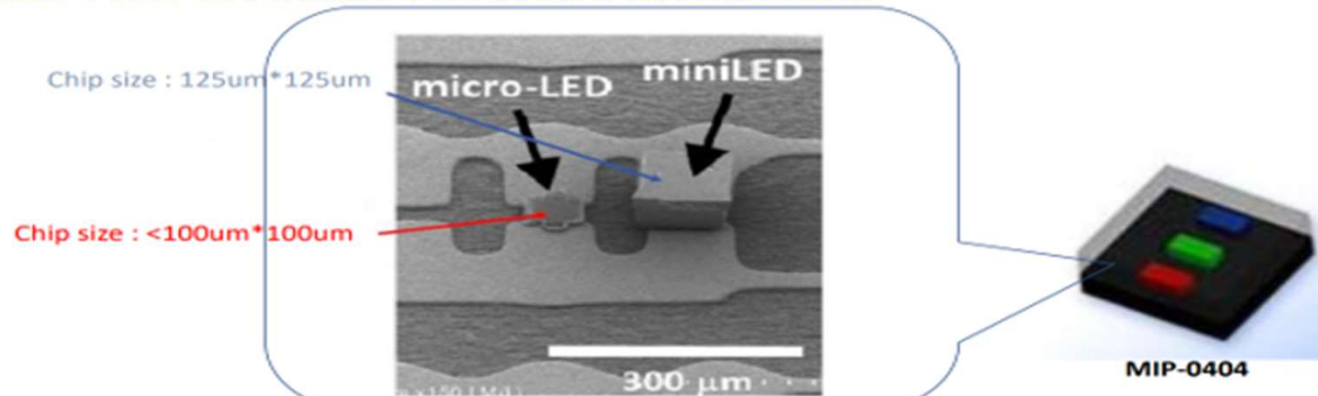 Chip size : 125um*125um
micro-LED
miniLED
Chip size : <100um*100um
300 μm
MIP-0404